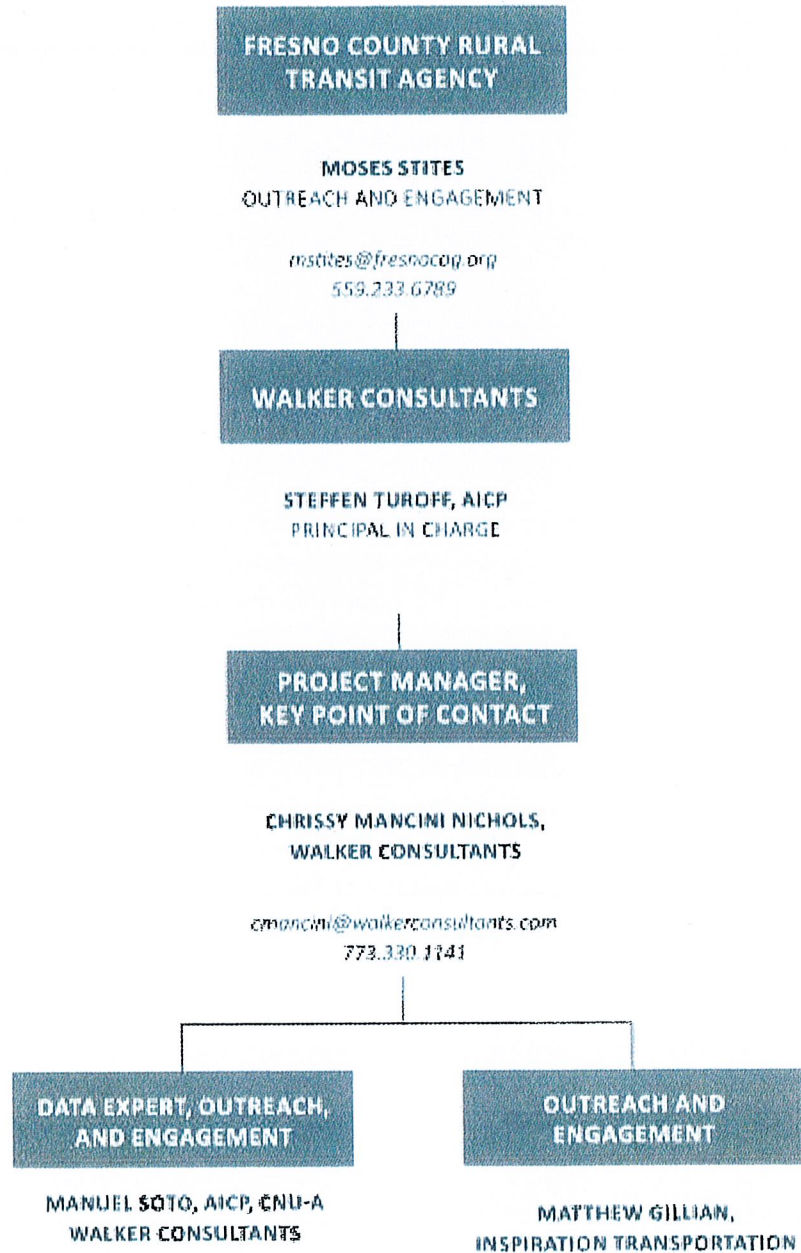 FRESNO COUNTY RURAL
TRANSIT AGENCY
MOSES STITES
OUTREACH AND ENGAGEMENT
mstites@fresnocog.org
559.233.6789
WALKER CONSULTANTS
STEFFEN TUROFF, AICP
PRINCIPAL IN CHARGE
PROJECT MANAGER,
KEY POINT OF CONTACT
CHRISSY MANCINI NICHOLS,
WALKER CONSULTANTS
cmancini@walkerconsultants.com
773.330.1141
DATA EXPERT, OUTREACH,
AND ENGAGEMENT
MANUEL SOTO, AICP, CNU-A
WALKER CONSULTANTS
OUTREACH AND
ENGAGEMENT
MATTHEW GILLIAN,
INSPIRATION TRANSPORTATION